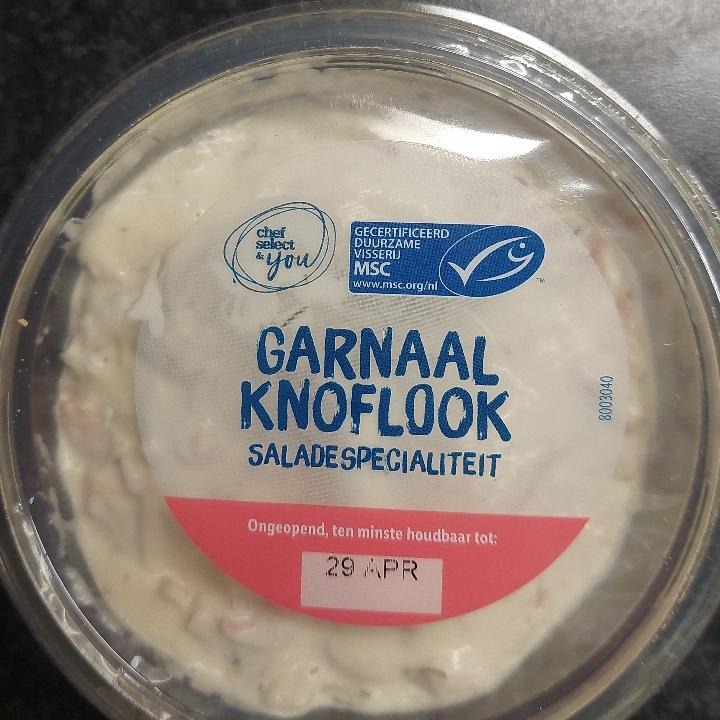 chef
select
& you
GECERTIFICEERD
DUURZAME
VISSERIJ
MSC
www.msc.org/nl
TM
GARNAAL
KNOFLOOK
SALADESPECIALITEIT
8003040
Ongeopend, ten minste houdbaar tot:
29 APR